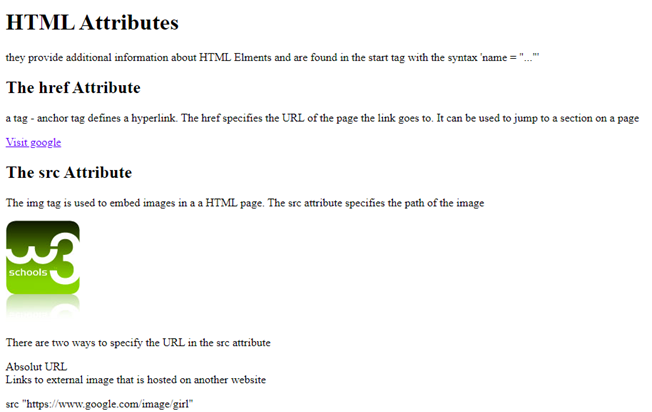 HTML Attributes
they provide additional information about HTML Elments and are found in the start tag with the syntax 'name = "..."'
The href Attribute
a tag - anchor tag defines a hyperlink. The href specifies the URL of the page the link goes to. It can be used to jump to a section on a page
Visit google
The src Attribute
The img tag is used to embed images in a a HTML page. The src attribute specifies the path of the image
w3
schools
There are two ways to specify the URL in the src attribute
Absolut URL
Links to external image that is hosted on another website
src "https://www.google.com/image/girl"